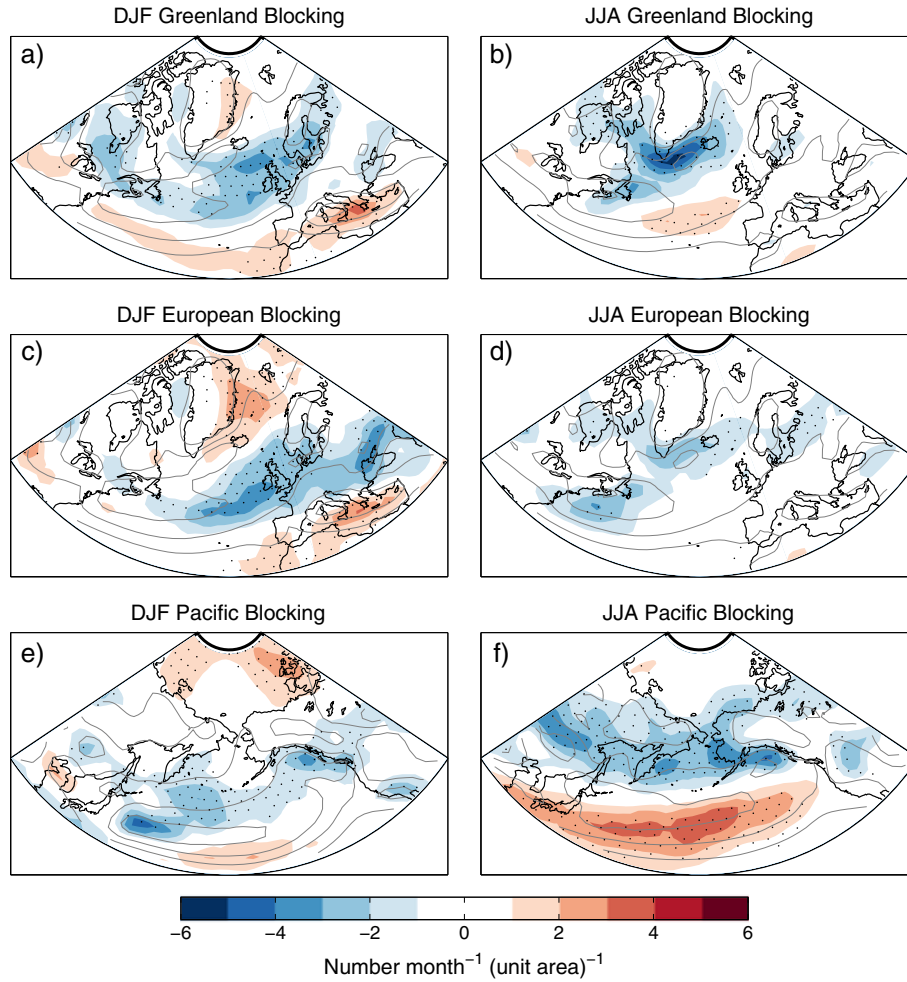 DJF Greenland Blocking
JJA Greenland Blocking
a)
b)
DJF European Blocking
JJA European Blocking
c)
d)
DJF Pacific Blocking
JJA Pacific Blocking
e)
f)
−6 −4 −2 0 2 4 6
Number month⁻¹ (unit area)⁻¹